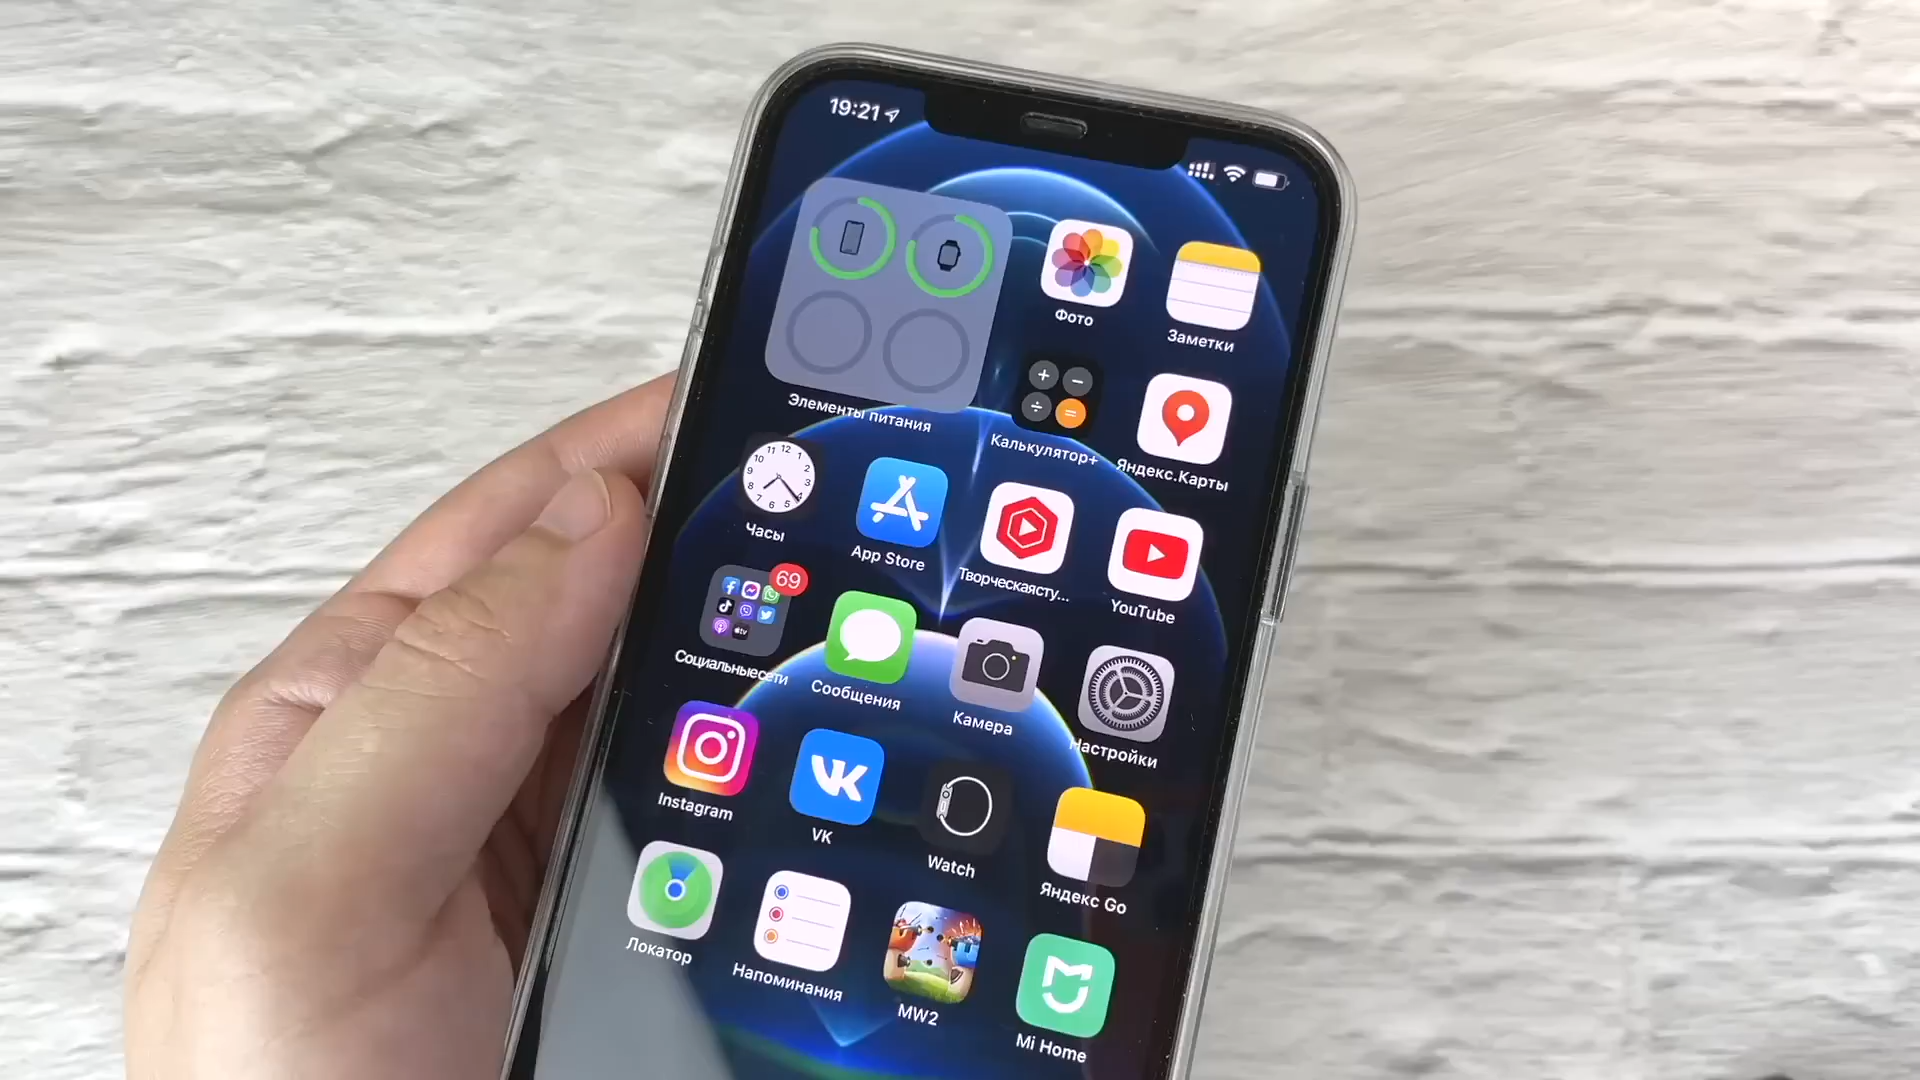 19:21
Фото
Заметки
Элементы питания
Калькулятор+
Яндекс.Карты
Часы
App Store
Творческаясту...
YouTube
69
Социальныесети
Сообщения
Камера
Настройки
Instagram
VK
Watch
Яндекс Go
Локатор
Напоминания
MW2
Mi Home